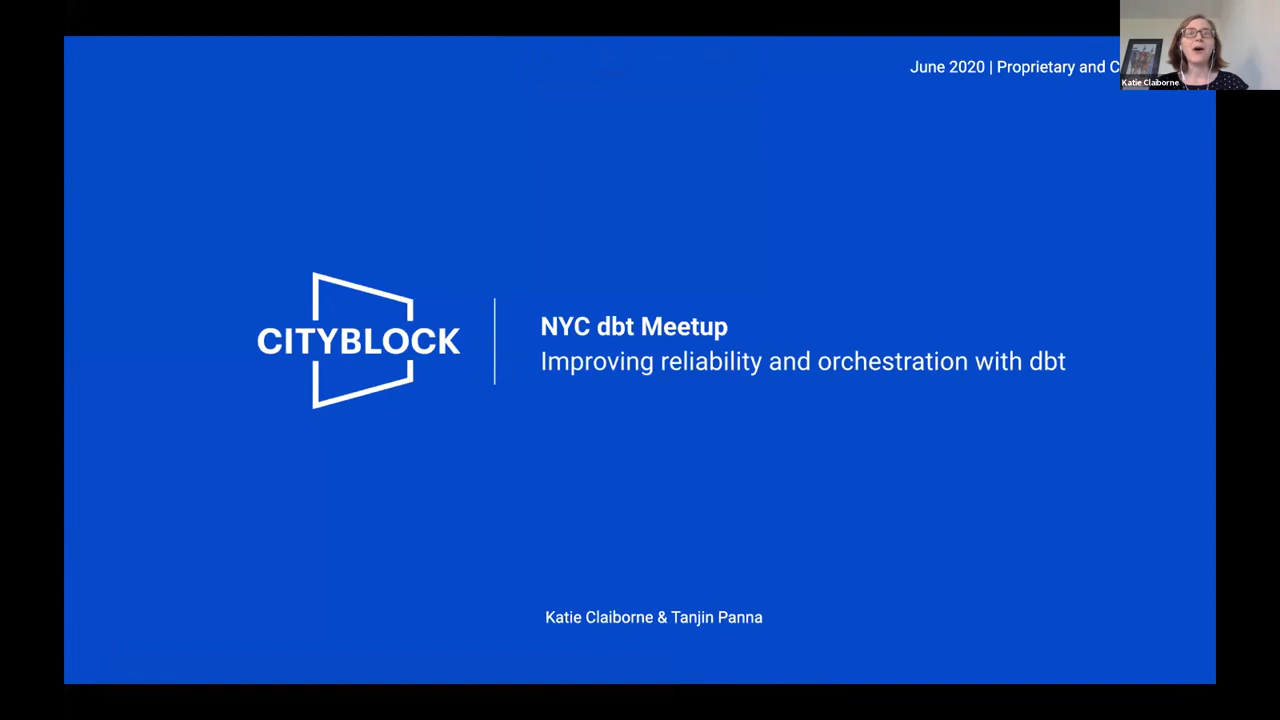 June 2020 | Proprietary and C
Katie Claiborne
CITYBLOCK
NYC dbt Meetup
Improving reliability and orchestration with dbt
Katie Claiborne & Tanjin Panna